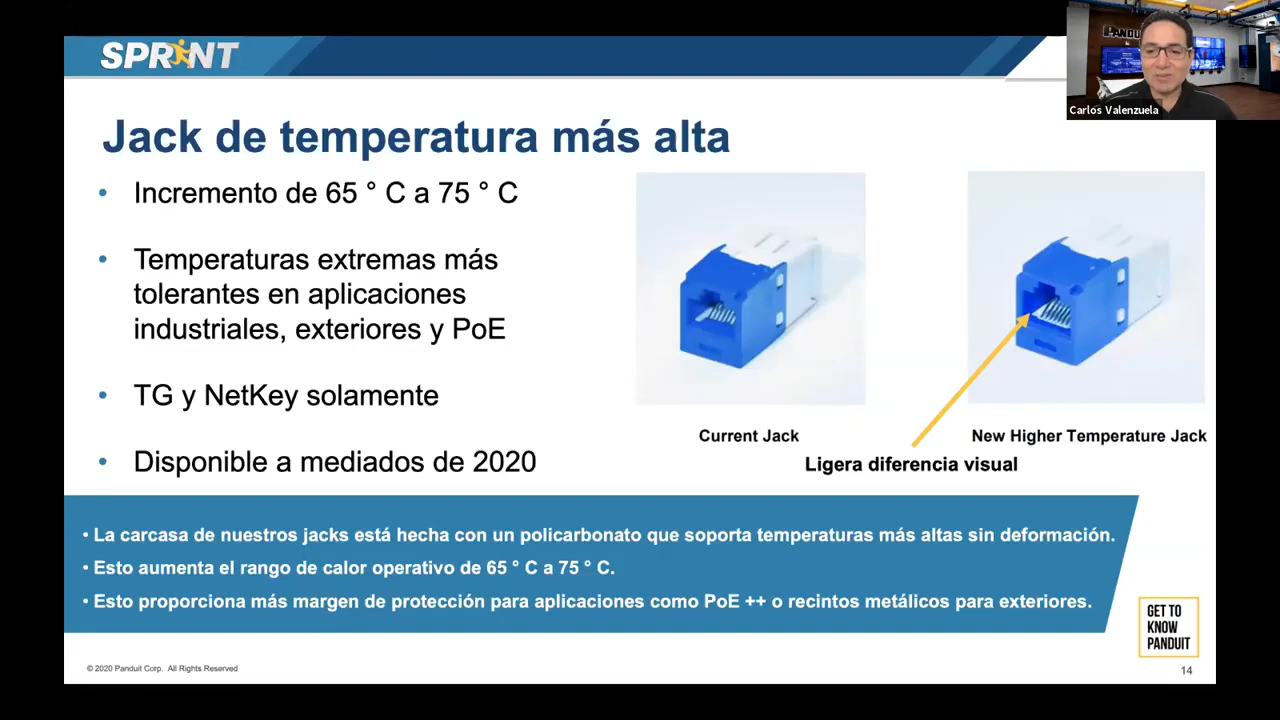 SPRINT
PANDUIT
Carlos Valenzuela
Jack de temperatura más alta
• Incremento de 65 ° C a 75 ° C
• Temperaturas extremas más
tolerantes en aplicaciones
industriales, exteriores y PoE
• TG y NetKey solamente
• Disponible a mediados de 2020
Current Jack
New Higher Temperature Jack
Ligera diferencia visual
• La carcasa de nuestros jacks está hecha con un policarbonato que soporta temperaturas más altas sin deformación.
• Esto aumenta el rango de calor operativo de 65 ° C a 75 ° C.
• Esto proporciona más margen de protección para aplicaciones como PoE ++ o recintos metálicos para exteriores.
GET TO
KNOW
PANDUIT
© 2020 Panduit Corp. All Rights Reserved
14